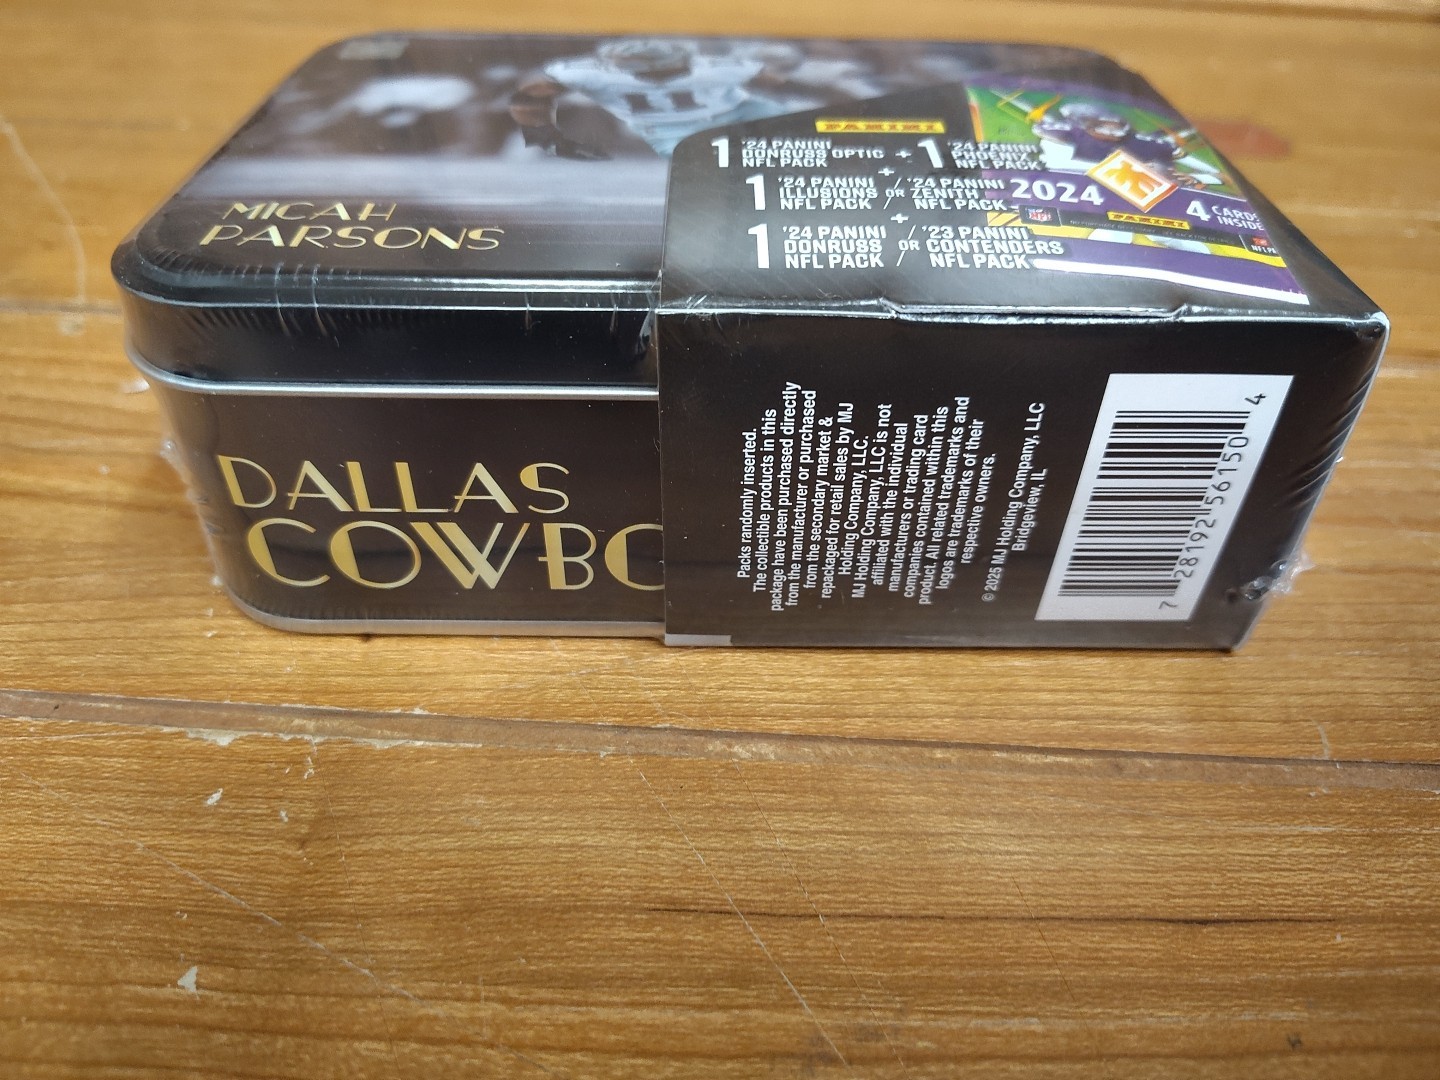 MICAH
PARSONS
DALLAS
COWBO
PANINI
1 '24 PANINI DONRUSS OPTIC NFL PACK + 1 '24 PANINI PHOENIX NFL PACK
+
1 '24 PANINI ILLUSIONS NFL PACK OR '24 PANINI ZENITH NFL PACK
+
1 '24 PANINI DONRUSS NFL PACK OR '23 PANINI CONTENDERS NFL PACK
2024
4 CARDS
INSIDE
PANINI
NFL
Packs randomly inserted.
The collectible products in this
package have been purchased directly
from the manufacturer or purchased
from the secondary market &
repackaged for retail sales by MJ
Holding Company, LLC.
MJ Holding Company, LLC is not
affiliated with the individual
manufacturers or trading card
companies contained within this
product. All related trademarks and
logos are trademarks of their
respective owners.
© 2025 MJ Holding Company, LLC
Bridgeview, IL
7 28192 56150 4
11